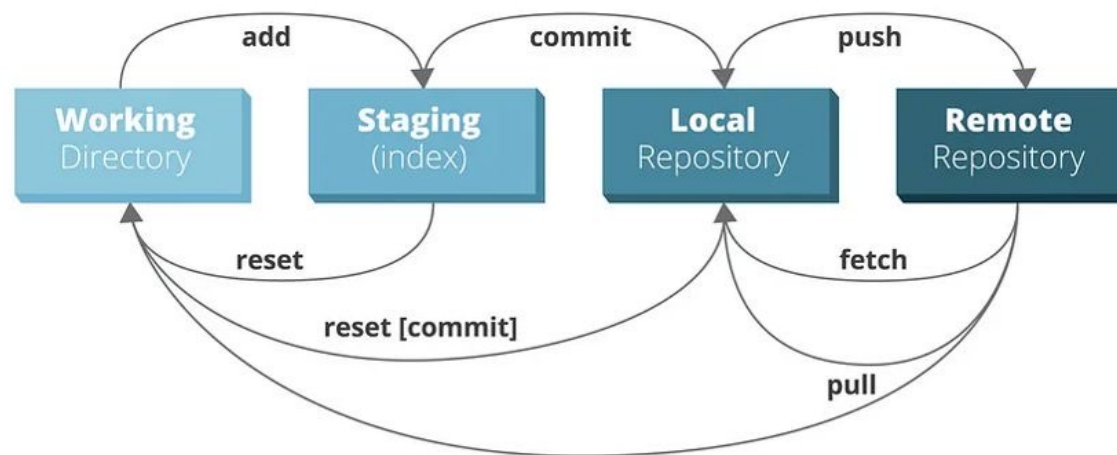 add
commit
push
Working
Directory
Staging
(index)
Local
Repository
Remote
Repository
reset
fetch
reset [commit]
pull